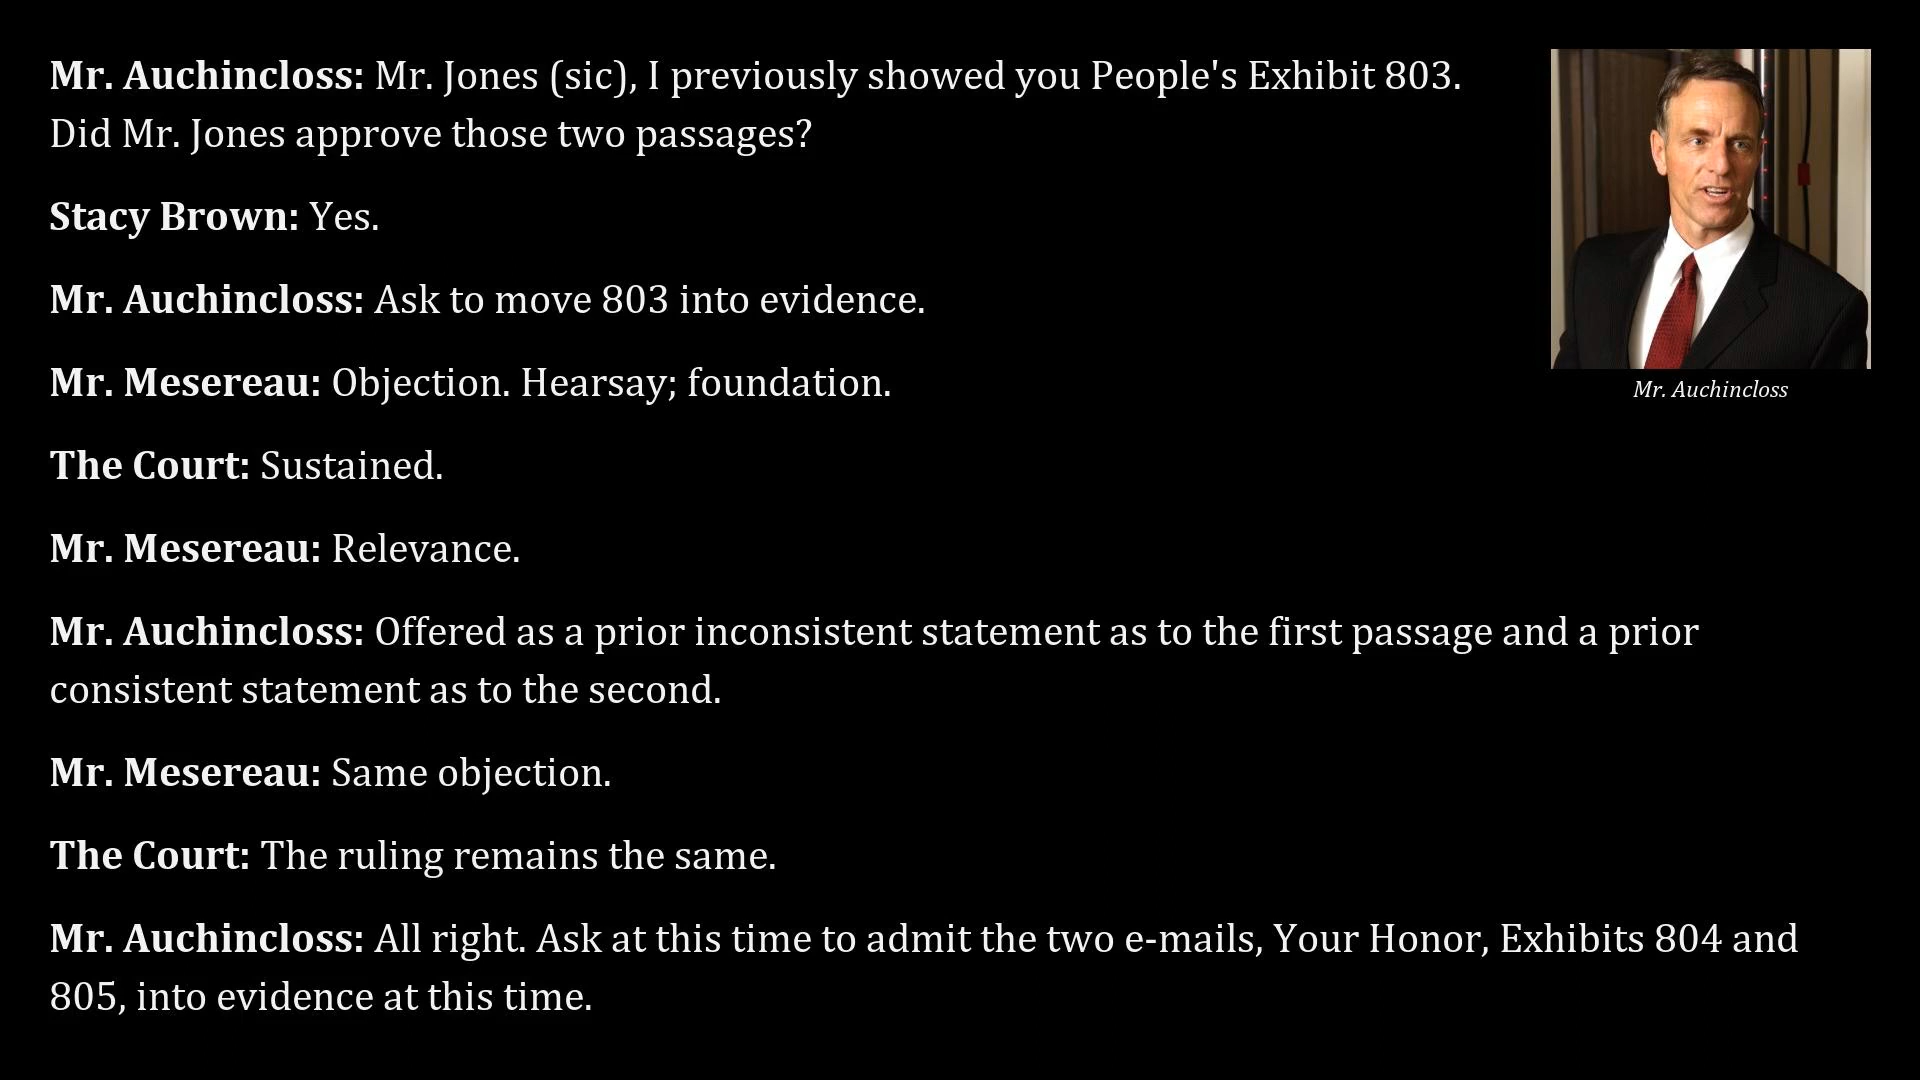 Mr. Auchincloss: Mr. Jones (sic), I previously showed you People's Exhibit 803.
Did Mr. Jones approve those two passages?
Stacy Brown: Yes.
Mr. Auchincloss: Ask to move 803 into evidence.
Mr. Mesereau: Objection. Hearsay; foundation.
Mr. Auchincloss
The Court: Sustained.
Mr. Mesereau: Relevance.
Mr. Auchincloss: Offered as a prior inconsistent statement as to the first passage and a prior
consistent statement as to the second.
Mr. Mesereau: Same objection.
The Court: The ruling remains the same.
Mr. Auchincloss: All right. Ask at this time to admit the two e-mails, Your Honor, Exhibits 804 and
805, into evidence at this time.